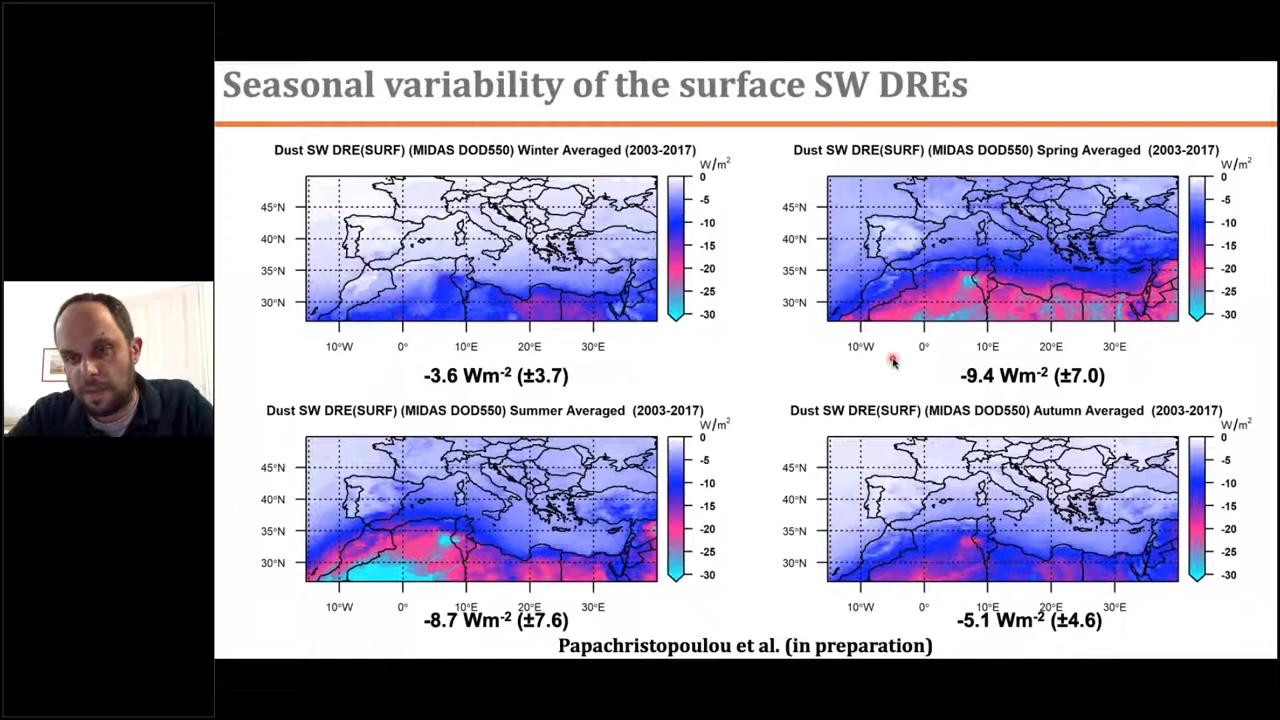 Seasonal variability of the surface SW DREs
Dust SW DRE(SURF) (MIDAS DOD550) Winter Averaged (2003-2017)
W/m²
45°N
40°N
35°N
30°N
10°W 0° 10°E 20°E 30°E
0
-5
-10
-15
-20
-25
-30
-3.6 Wm-2 (±3.7)
Dust SW DRE(SURF) (MIDAS DOD550) Spring Averaged (2003-2017)
W/m²
45°N
40°N
35°N
30°N
10°W 0° 10°E 20°E 30°E
0
-5
-10
-15
-20
-25
-30
-9.4 Wm-2 (±7.0)
Dust SW DRE(SURF) (MIDAS DOD550) Summer Averaged (2003-2017)
W/m²
45°N
40°N
35°N
30°N
10°W 0° 10°E 20°E 30°E
0
-5
-10
-15
-20
-25
-30
-8.7 Wm-2 (±7.6)
Dust SW DRE(SURF) (MIDAS DOD550) Autumn Averaged (2003-2017)
W/m²
45°N
40°N
35°N
30°N
10°W 0° 10°E 20°E 30°E
0
-5
-10
-15
-20
-25
-30
-5.1 Wm-2 (±4.6)
Papachristopoulou et al. (in preparation)